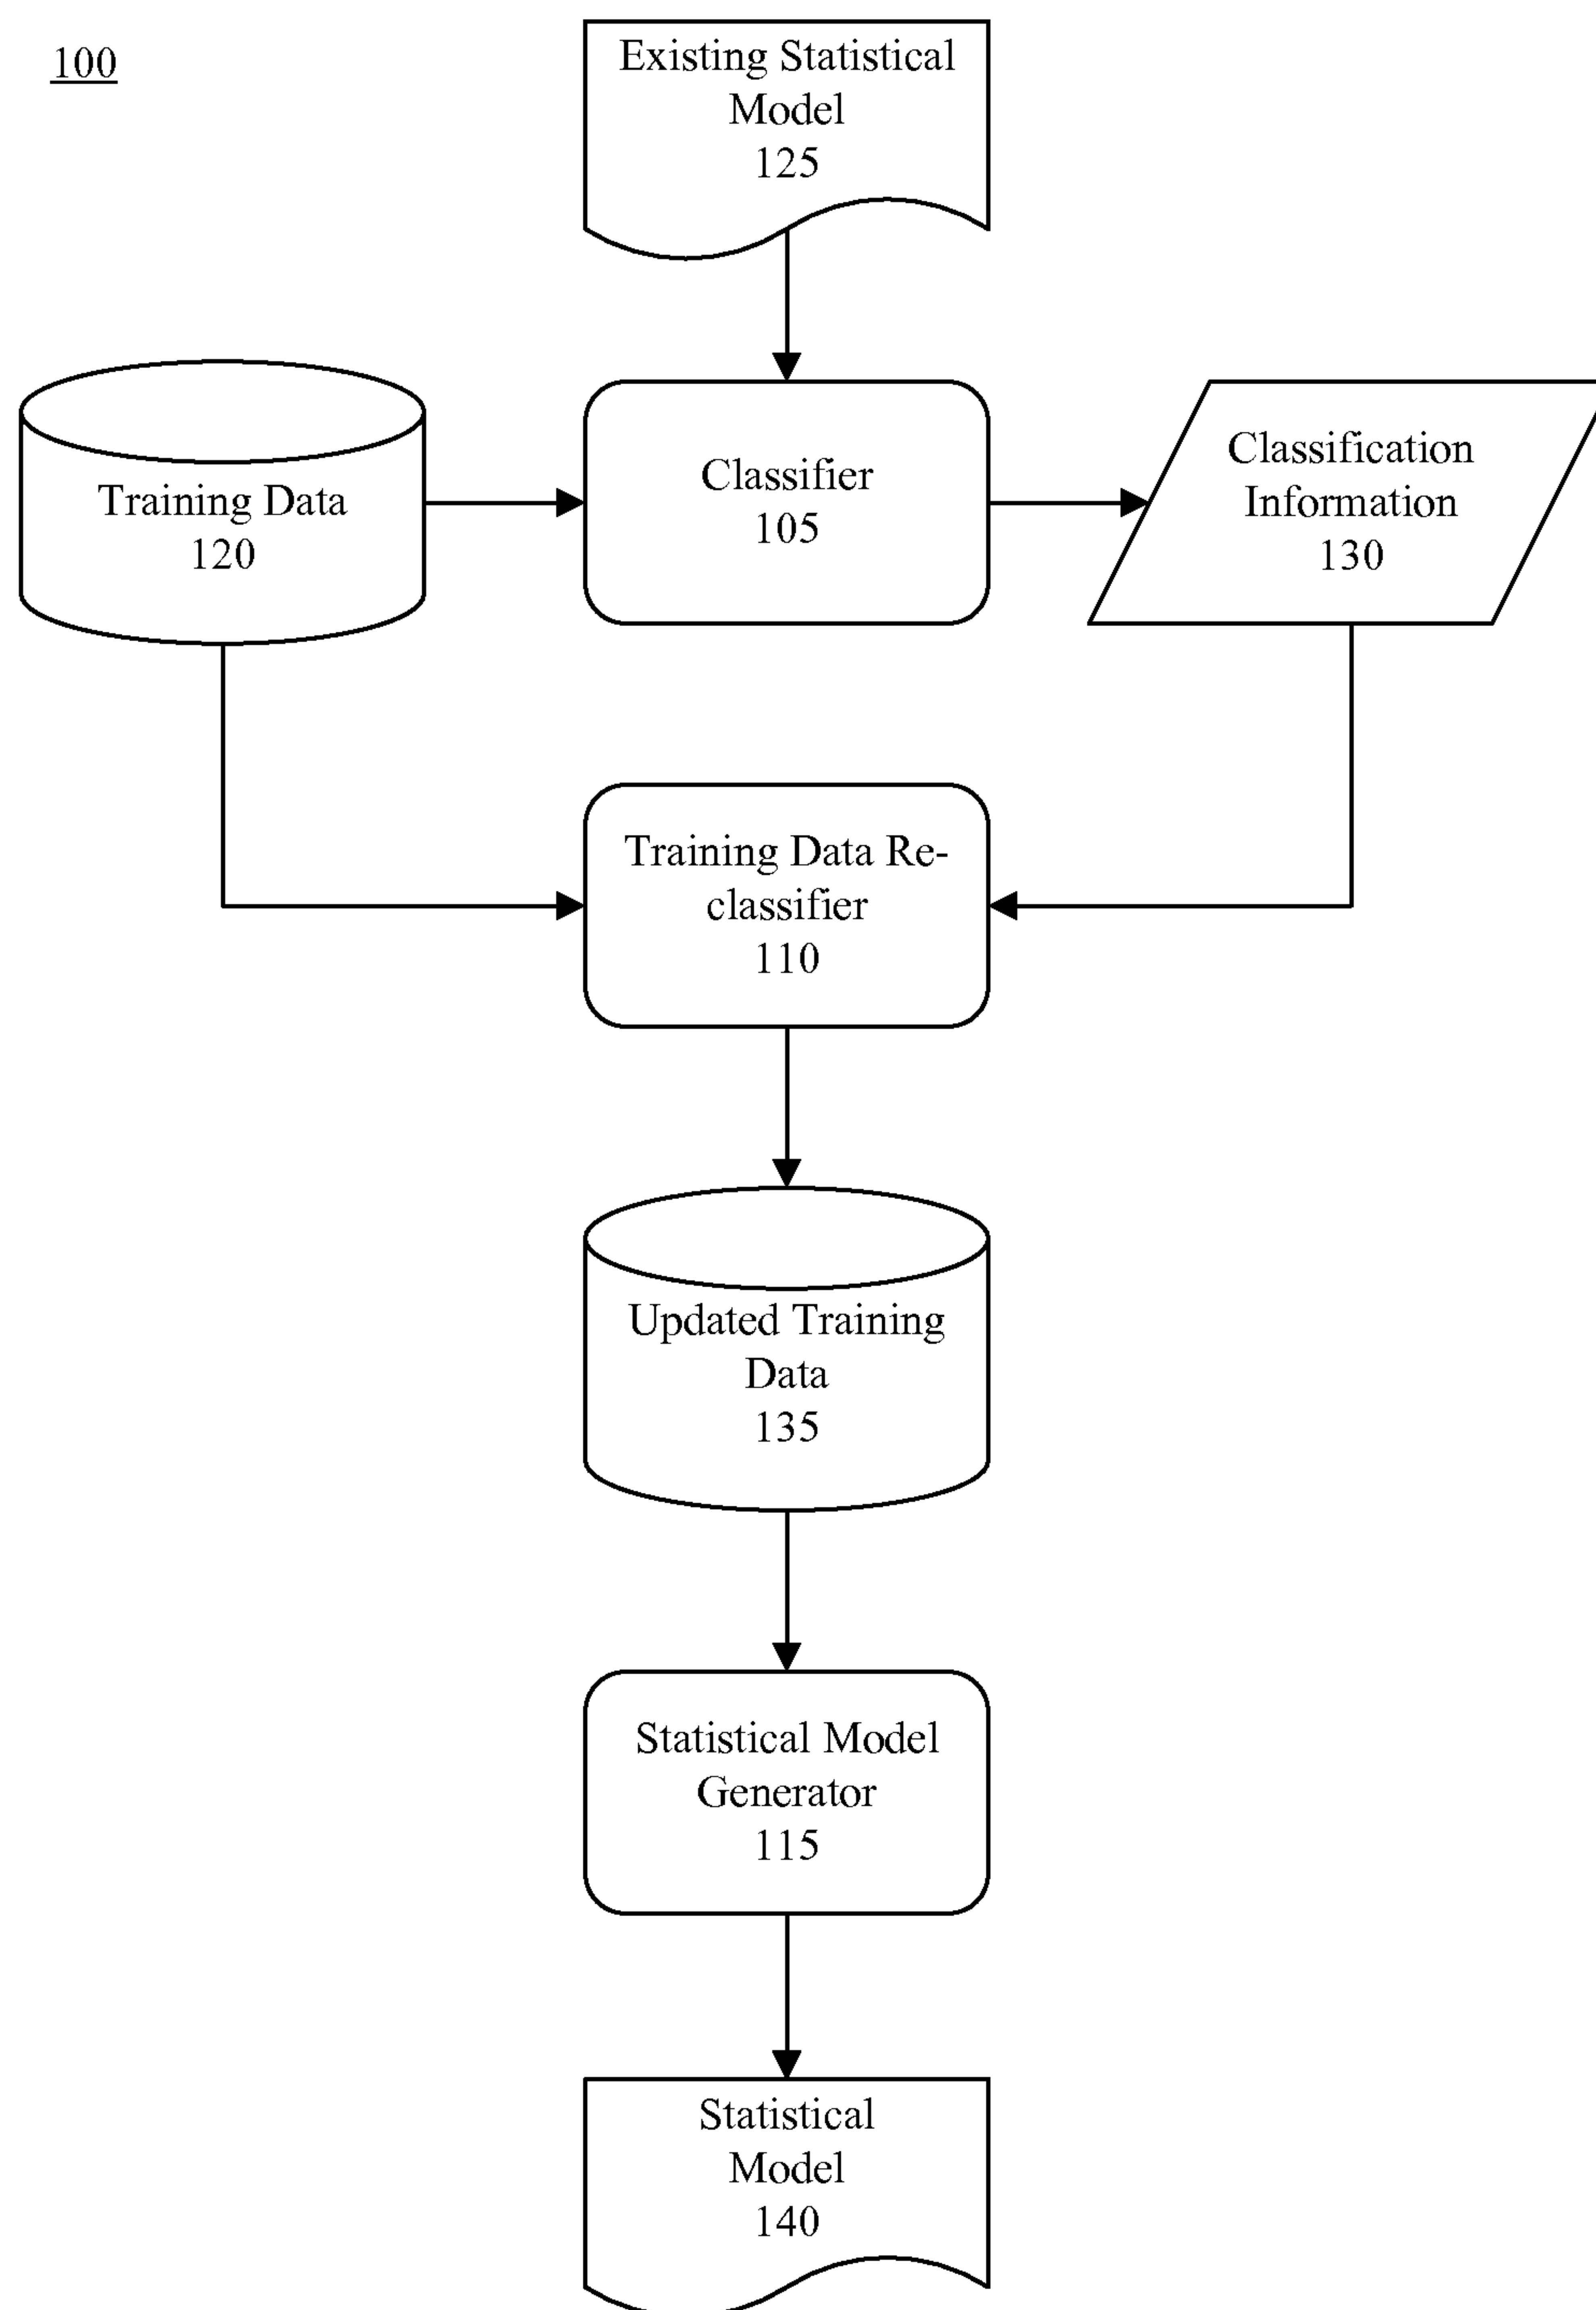 100
Existing Statistical
Model
125
Training Data
120
Classifier
105
Classification
Information
130
Training Data Re-
classifier
110
Updated Training
Data
135
Statistical Model
Generator
115
Statistical
Model
140